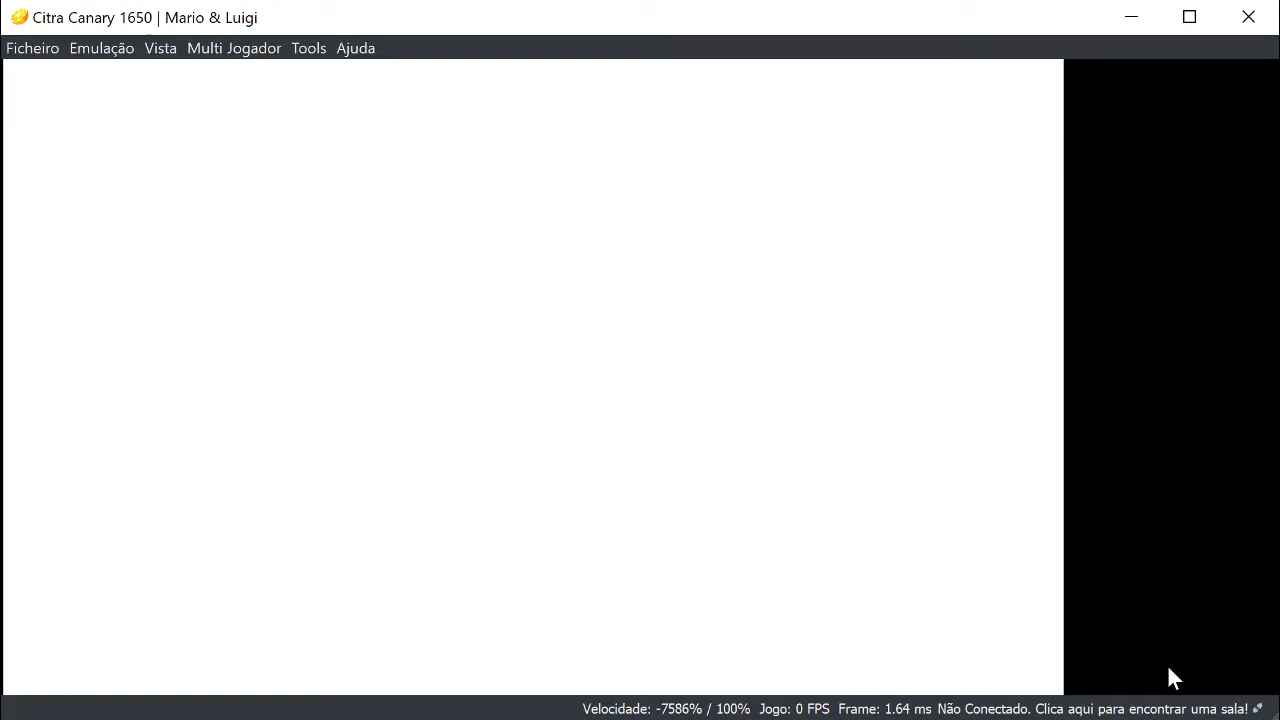 Citra Canary 1650 | Mario & Luigi
Ficheiro Emulação Vista Multi Jogador Tools Ajuda
Velocidade: -7586% / 100% Jogo: 0 FPS Frame: 1.64 ms Não Conectado. Clica aqui para encontrar uma sala!